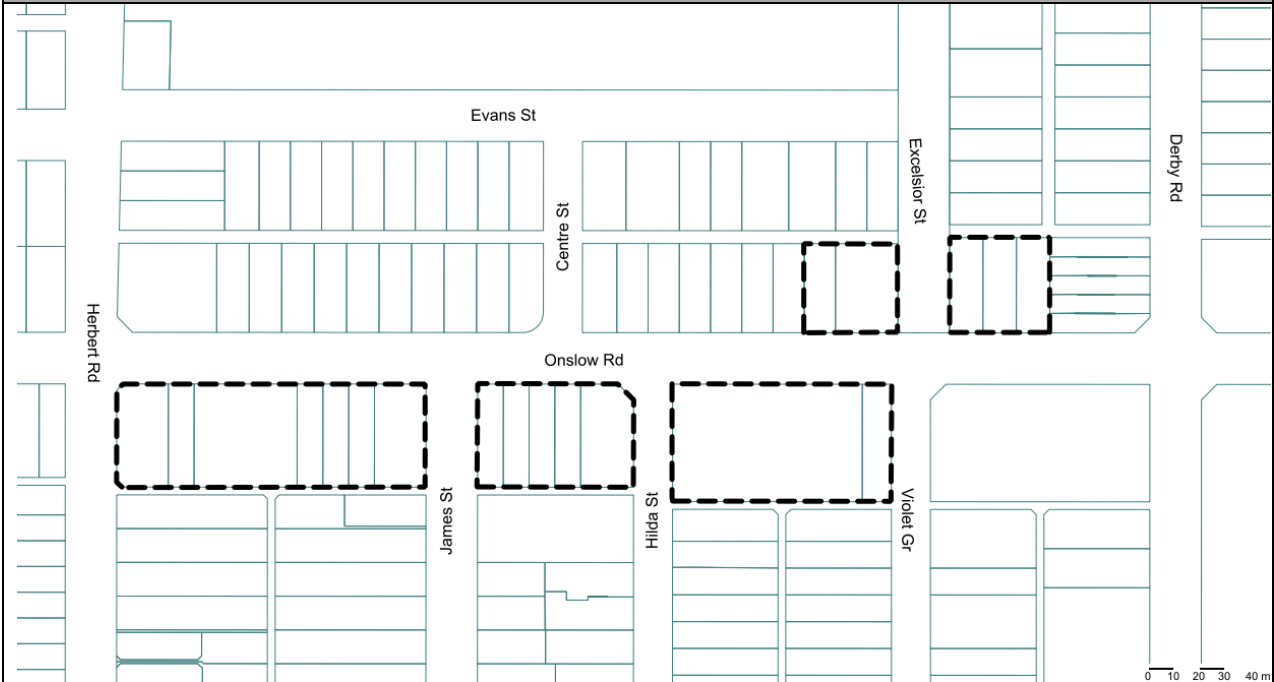 Evans St
Excelsior St
Derby Rd
Centre St
Herbert Rd
Onslow Rd
James St
Hilda St
Violet Gr
0 10 20 30 40 m